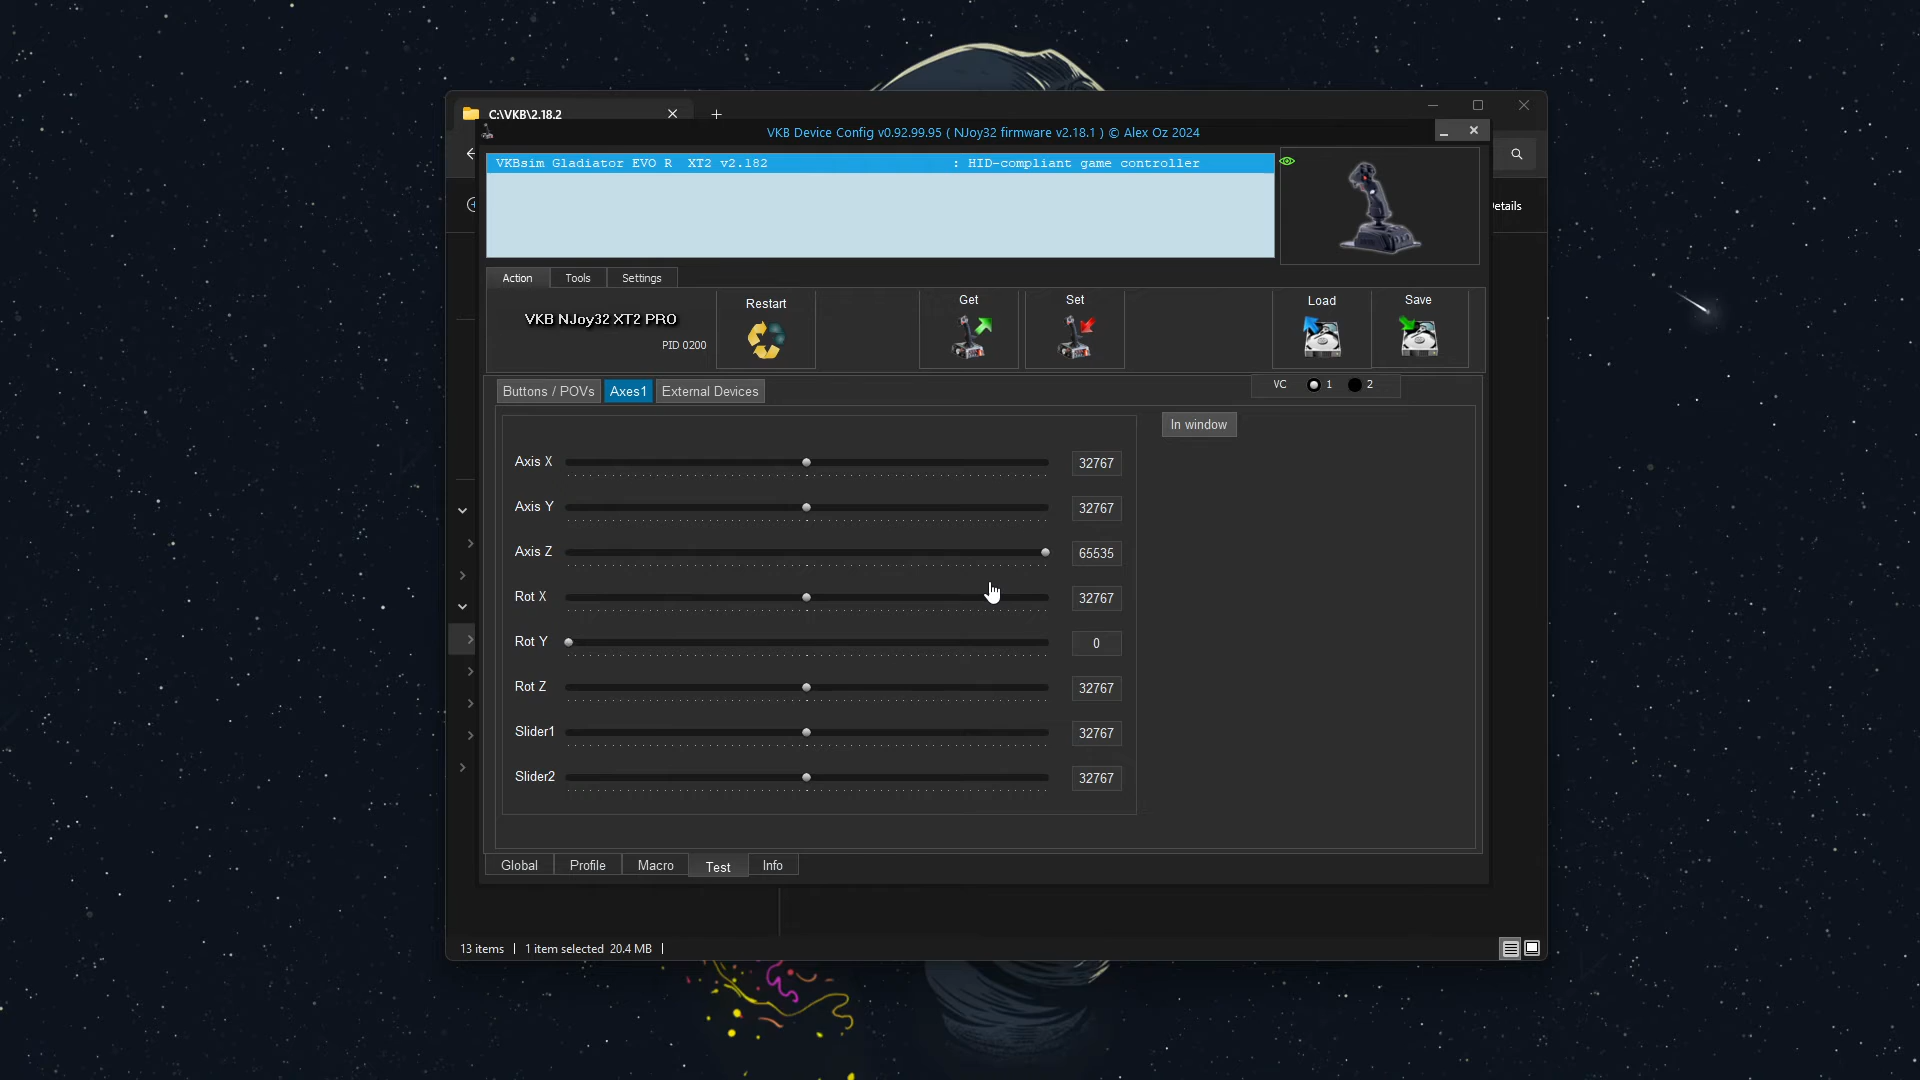 C:\VKB\2.18.2
VKB Device Config v0.92.99.95 ( NJoy32 firmware v2.18.1 ) © Alex Oz 2024
VKBsim Gladiator EVO R XT2 v2.182 : HID-compliant game controller
etails
Action Tools Settings
VKB NJoy32 XT2 PRO
PID 0200
Restart
Get
Set
Load
Save
Buttons / POVs Axes1 External Devices
VC 1 2
In window
Axis X 32767
Axis Y 32767
Axis Z 65535
Rot X 32767
Rot Y 0
Rot Z 32767
Slider1 32767
Slider2 32767
Global Profile Macro Test Info
13 items 1 item selected 20.4 MB